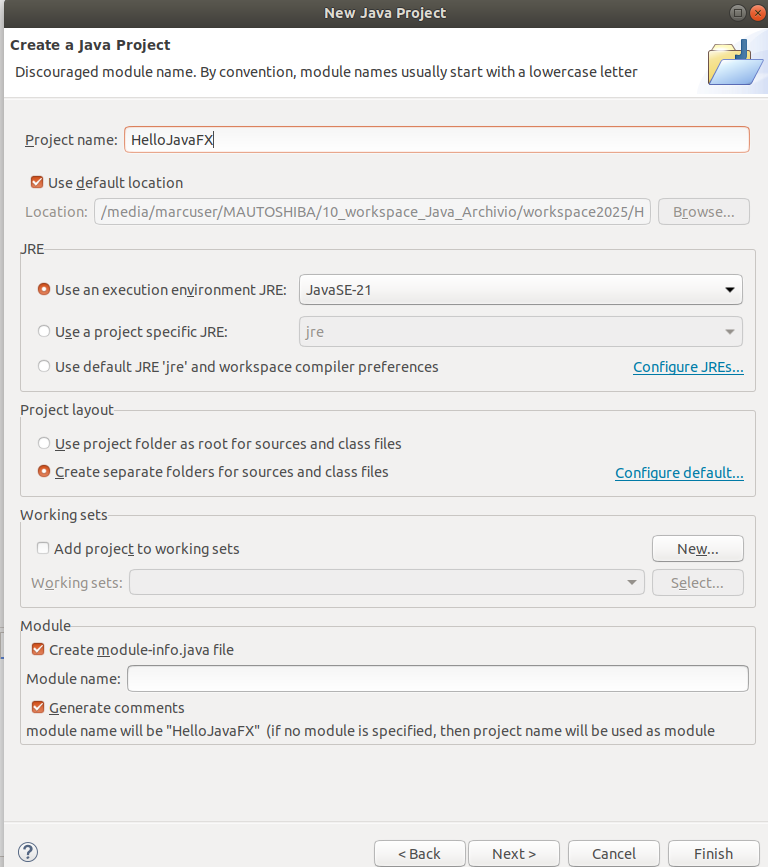 New Java Project
Create a Java Project
Discouraged module name. By convention, module names usually start with a lowercase letter
Project name: HelloJavaFX
Use default location
Location: /media/marcuser/MAUTOSHIBA/10_workspace_Java_Archivio/workspace2025/H Browse...
JRE
Use an execution environment JRE: JavaSE-21
Use a project specific JRE: jre
Use default JRE 'jre' and workspace compiler preferences Configure JREs...
Project layout
Use project folder as root for sources and class files
Create separate folders for sources and class files Configure default...
Working sets
Add project to working sets New...
Working sets: Select...
Module
Create module-info.java file
Module name:
Generate comments
module name will be "HelloJavaFX" (if no module is specified, then project name will be used as module
? < Back Next > Cancel Finish